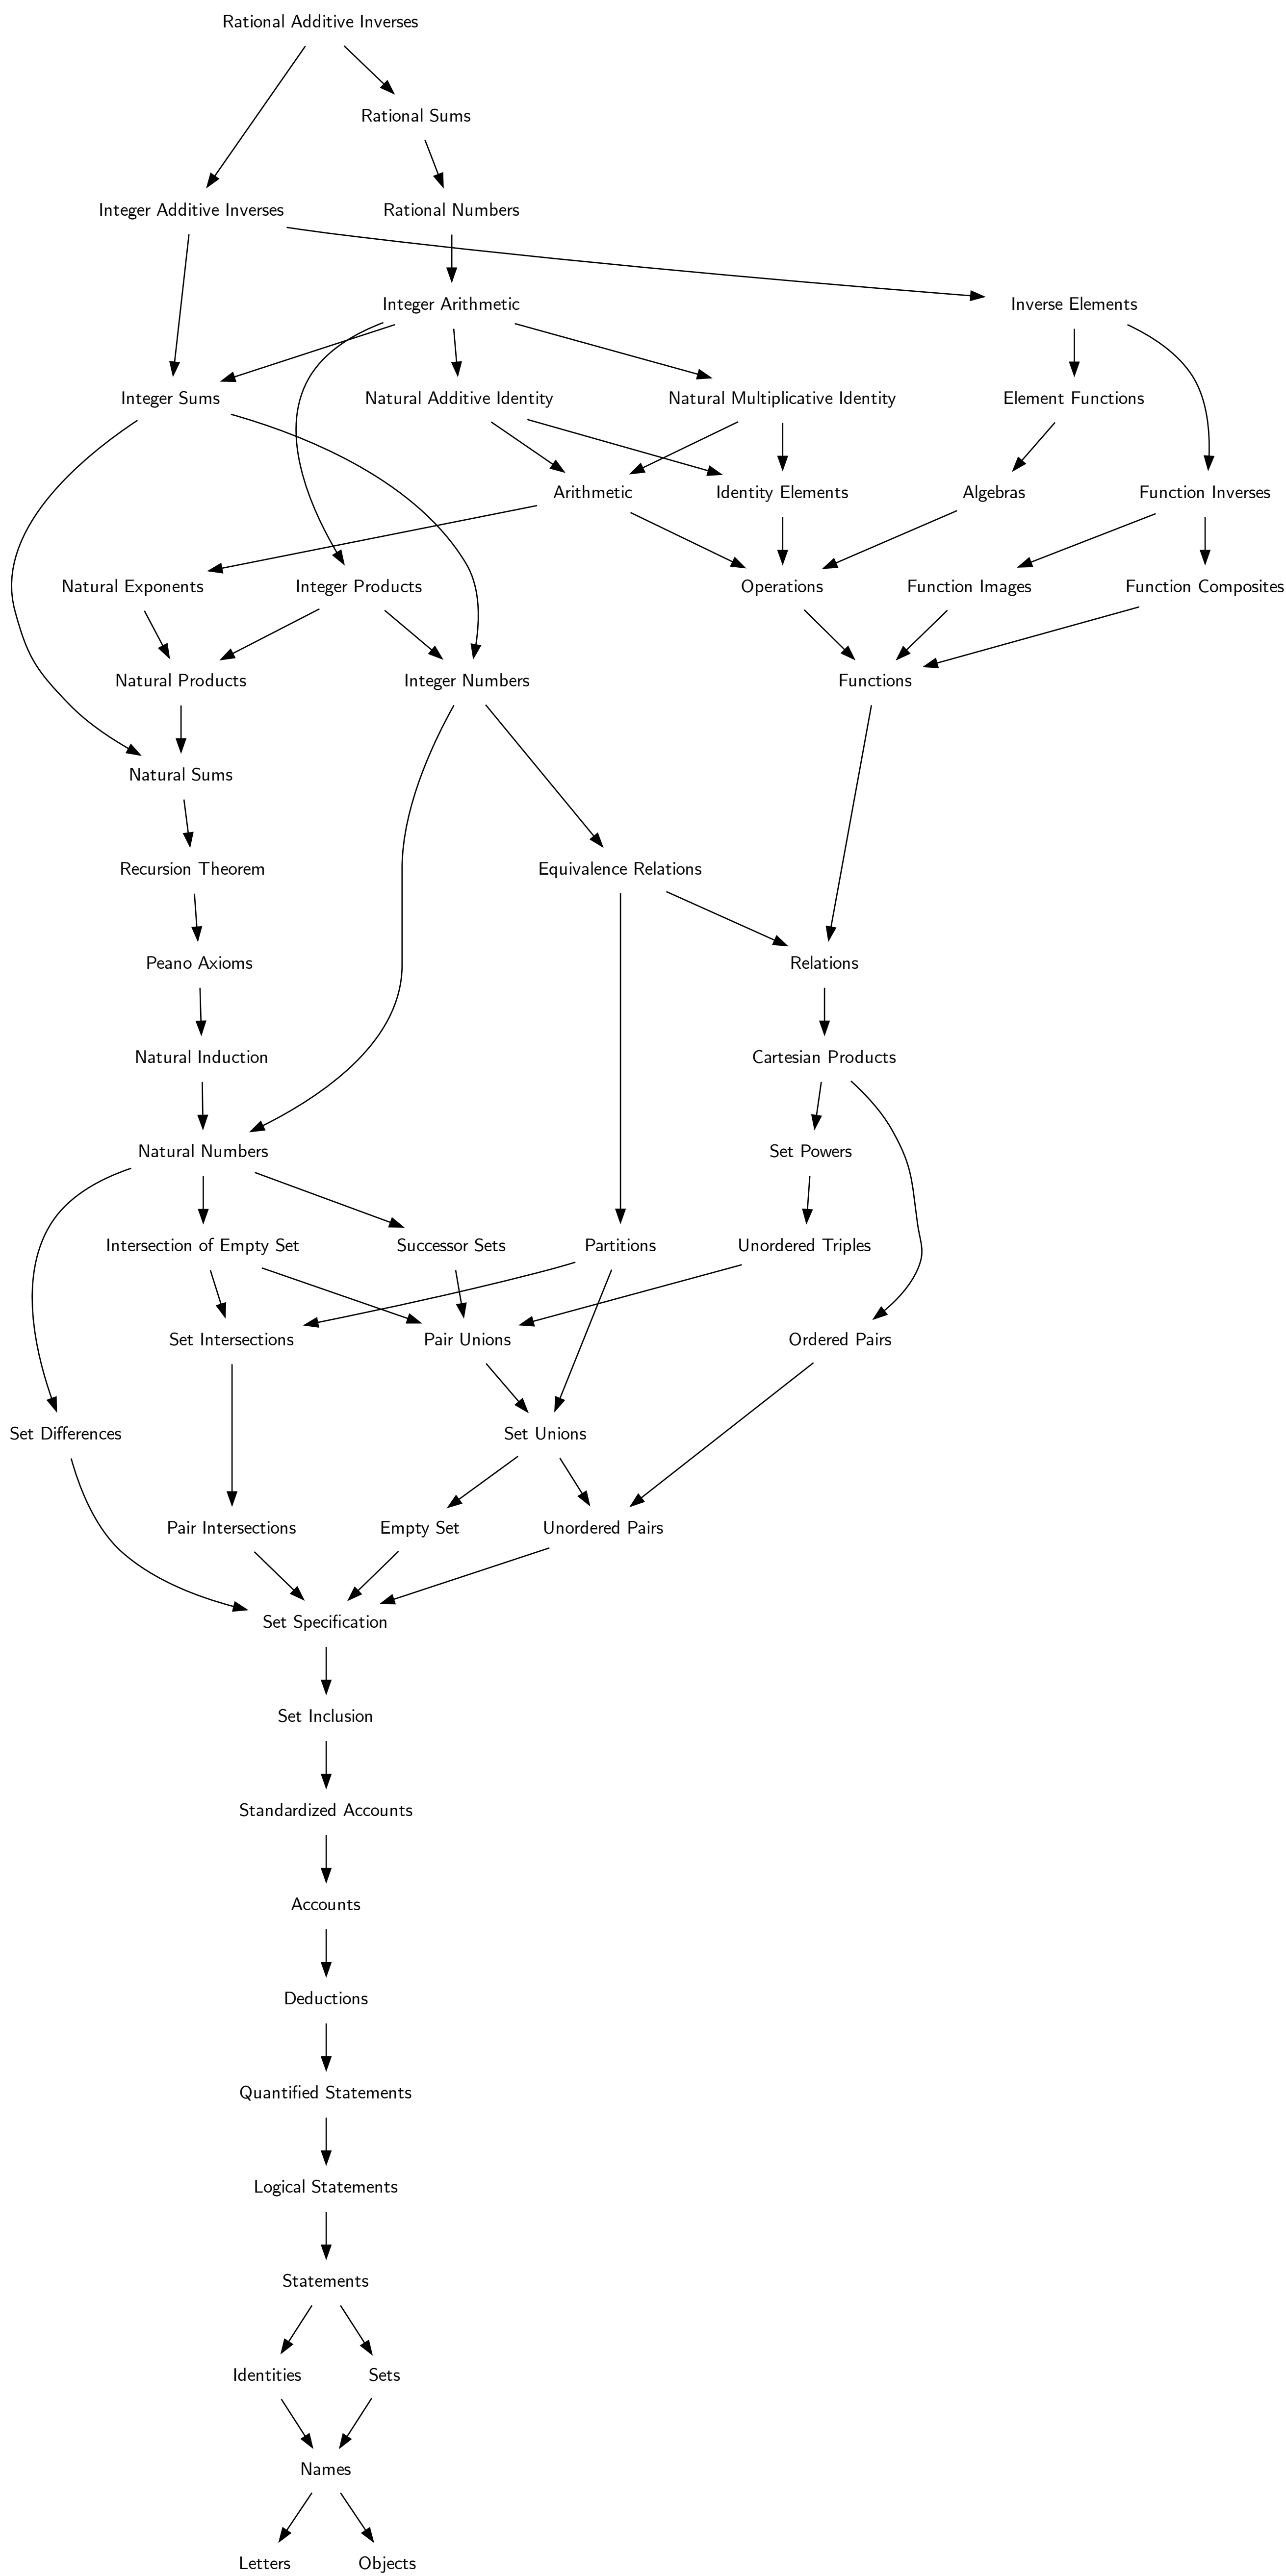 Rational Additive Inverses
Rational Sums
Integer Additive Inverses
Rational Numbers
Integer Arithmetic
Inverse Elements
Integer Sums
Natural Additive Identity
Natural Multiplicative Identity
Element Functions
Arithmetic
Identity Elements
Algebras
Function Inverses
Natural Exponents
Integer Products
Operations
Function Images
Function Composites
Natural Products
Integer Numbers
Functions
Natural Sums
Recursion Theorem
Equivalence Relations
Peano Axioms
Relations
Natural Induction
Cartesian Products
Natural Numbers
Set Powers
Intersection of Empty Set
Successor Sets
Partitions
Unordered Triples
Set Intersections
Pair Unions
Ordered Pairs
Set Differences
Set Unions
Pair Intersections
Empty Set
Unordered Pairs
Set Specification
Set Inclusion
Standardized Accounts
Accounts
Deductions
Quantified Statements
Logical Statements
Statements
Identities
Sets
Names
Letters
Objects